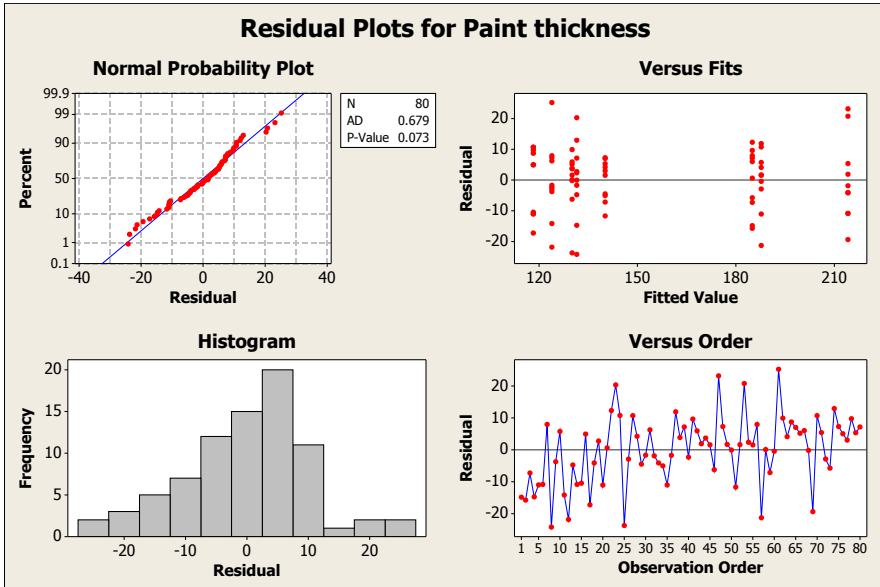 Residual Plots for Paint thickness
Normal Probability Plot
99.9
99
90
50
10
1
0.1
Percent
-40 -20 0 20 40
Residual
N 80
AD 0.679
P-Value 0.073
Versus Fits
20
10
0
-10
-20
Residual
120 150 180 210
Fitted Value
Histogram
20
15
10
5
0
Frequency
-20 -10 0 10 20
Residual
Versus Order
20
10
0
-10
-20
Residual
1 5 10 15 20 25 30 35 40 45 50 55 60 65 70 75 80
Observation Order